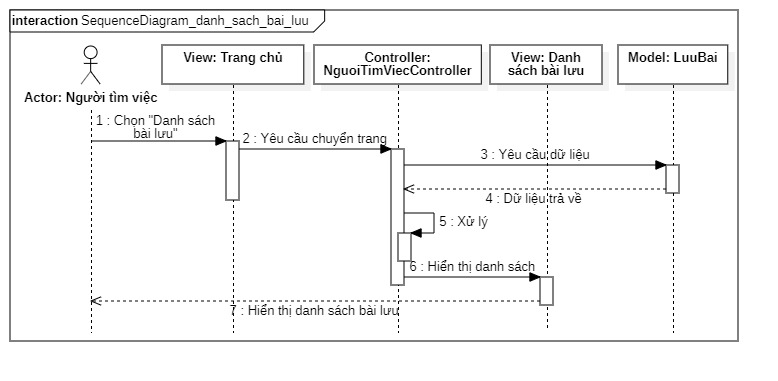 interaction SequenceDiagram_danh_sach_bai_luu
Actor: Người tìm việc
View: Trang chủ
Controller:
NguoiTimViecController
View: Danh
sách bài lưu
Model: LuuBai
1 : Chọn "Danh sách
bài lưu"
2 : Yêu cầu chuyển trang
3 : Yêu cầu dữ liệu
4 : Dữ liệu trả về
5 : Xử lý
6 : Hiển thị danh sách
7 : Hiển thị danh sách bài lưu